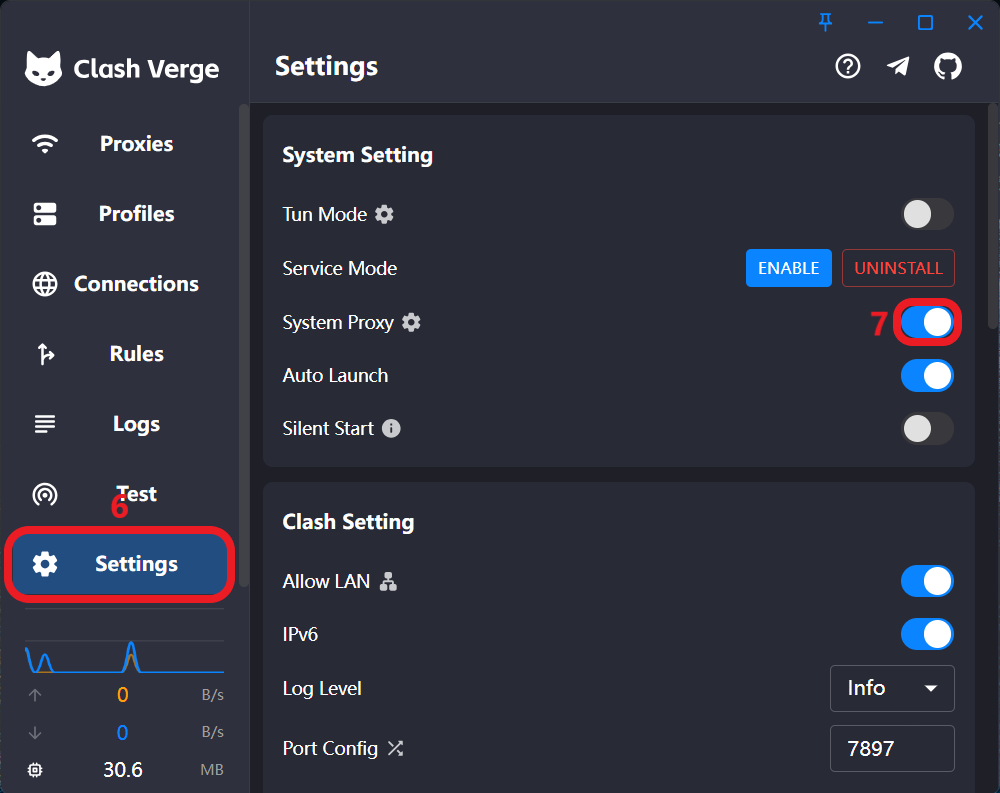 Clash Verge
Settings
Proxies
Profiles
Connections
Rules
Logs
Test
6
Settings
0 B/s
0 B/s
30.6 MB
System Setting
Tun Mode
Service Mode ENABLE UNINSTALL
System Proxy 7
Auto Launch
Silent Start
Clash Setting
Allow LAN
IPv6
Log Level Info
Port Config 7897